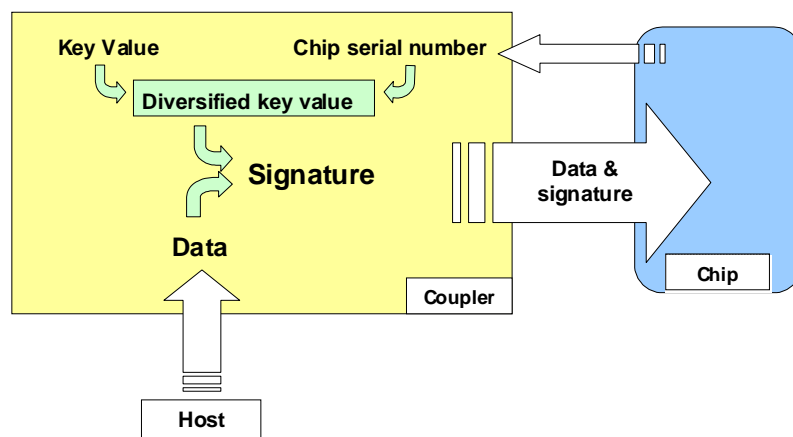 Key Value
Chip serial number
Diversified key value
Signature
Data &
signature
Data
Chip
Coupler
Host